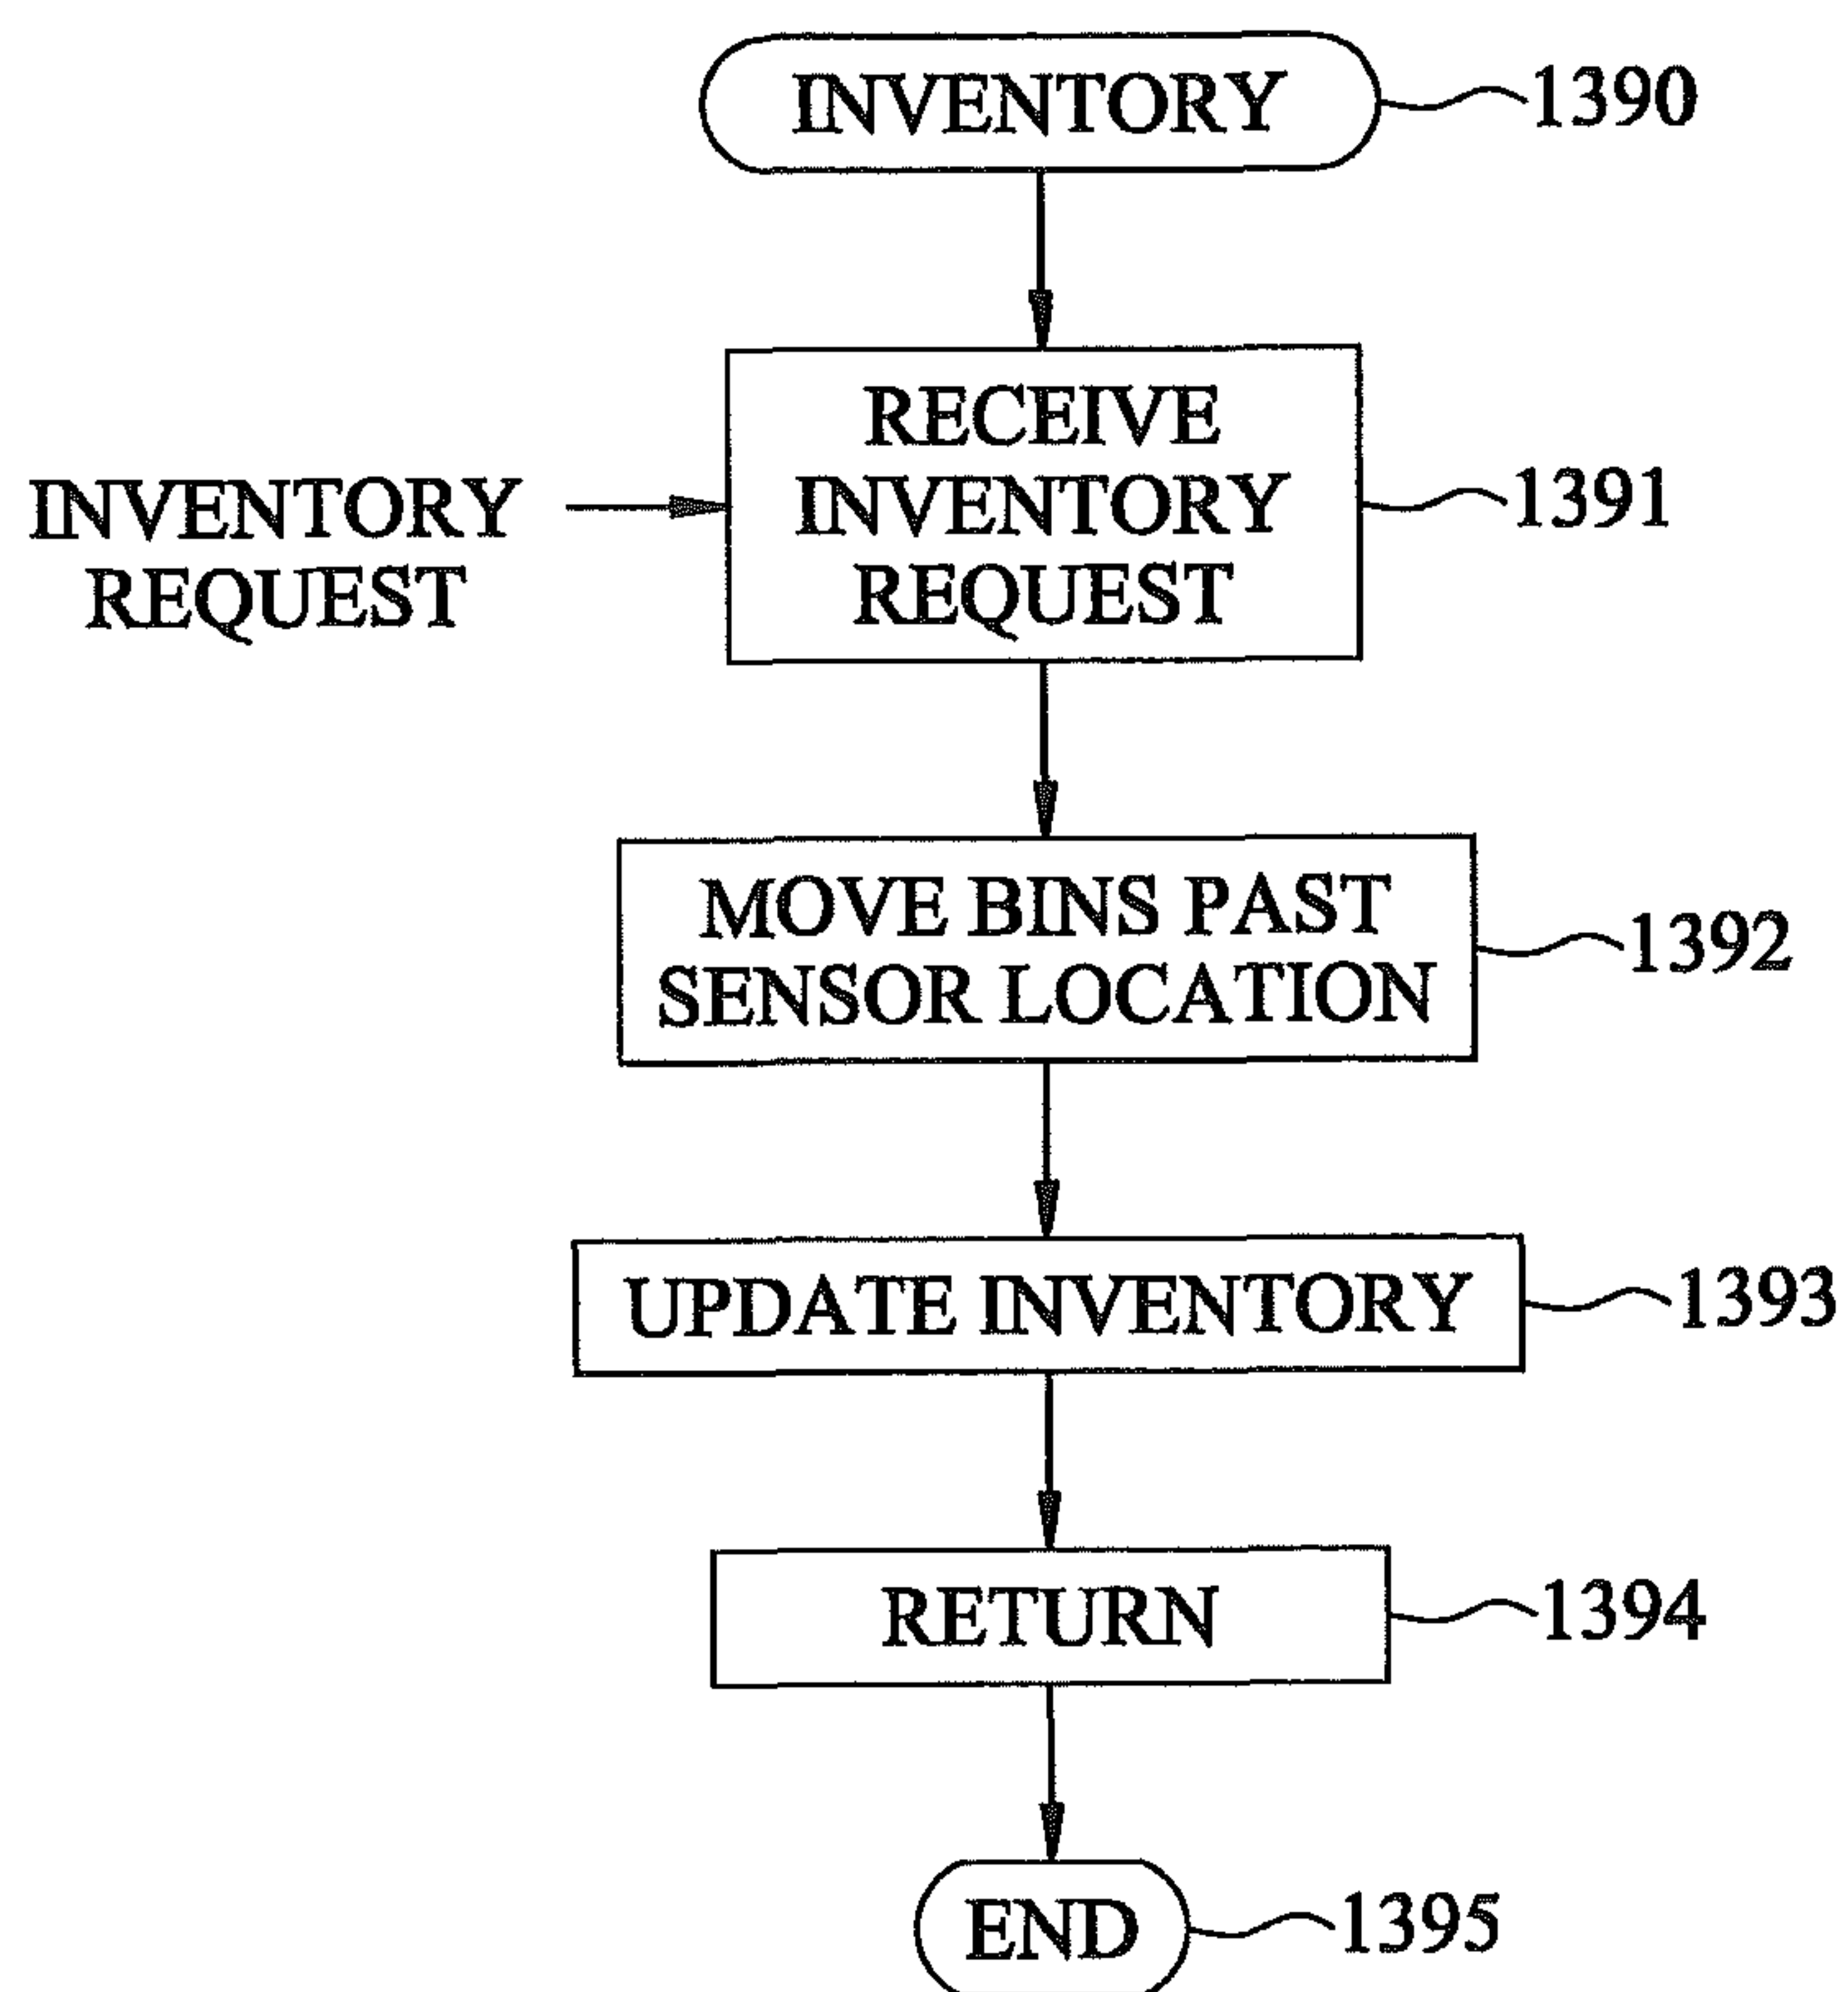 INVENTORY
1390
RECEIVE
INVENTORY
REQUEST
1391
INVENTORY
REQUEST
MOVE BINS PAST
SENSOR LOCATION
1392
UPDATE INVENTORY
1393
RETURN
1394
END
1395